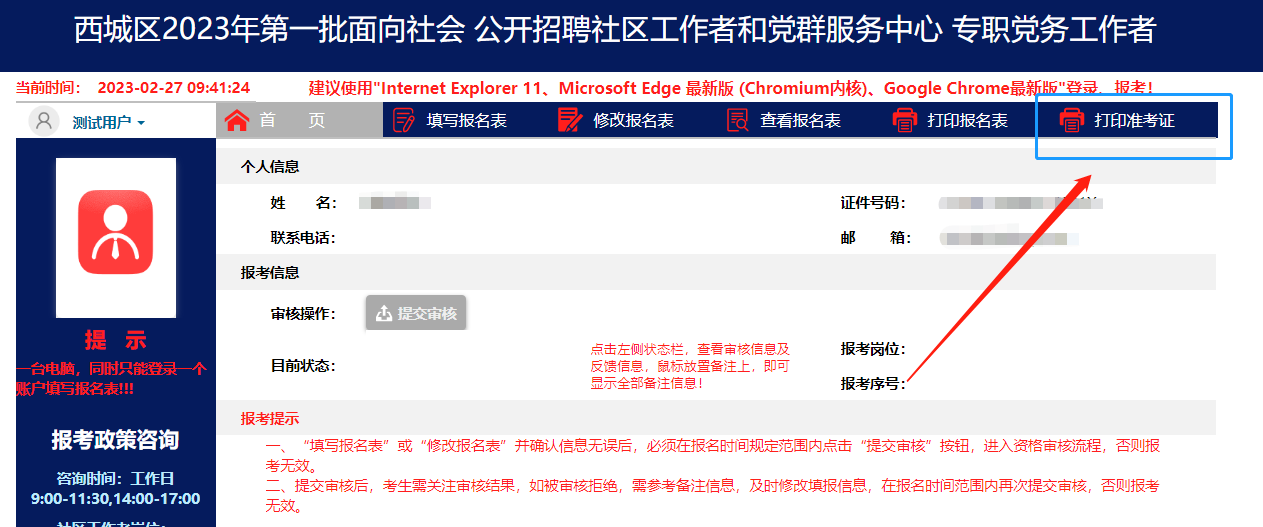 西城区2023年第一批面向社会 公开招聘社区工作者和党群服务中心 专职党务工作者
当前时间： 2023-02-27 09:41:24
建议使用"Internet Explorer 11、Microsoft Edge 最新版 (Chromium内核)、Google Chrome最新版"登录，报考！
测试用户
首 页
填写报名表
修改报名表
查看报名表
打印报名表
打印准考证
个人信息
姓 名：
证件号码：
联系电话：
邮 箱：
报考信息
审核操作：
提交审核
目前状态：
点击左侧状态栏，查看审核信息及
反馈信息，鼠标放置备注上，即可
显示全部备注信息！
报考岗位：
报考序号：
提 示
一台电脑，同时只能登录一个
账户填写报名表!!!
报考政策咨询
咨询时间：工作日
9:00-11:30,14:00-17:00
社区工作者岗位：
报考提示
一、“填写报名表”或“修改报名表”并确认信息无误后，必须在报名时间规定范围内点击“提交审核”按钮，进入资格审核流程，否则报
考无效。
二、提交审核后，考生需关注审核结果，如被审核拒绝，需参考备注信息，及时修改填报信息，在报名时间范围内再次提交审核，否则报考
无效。